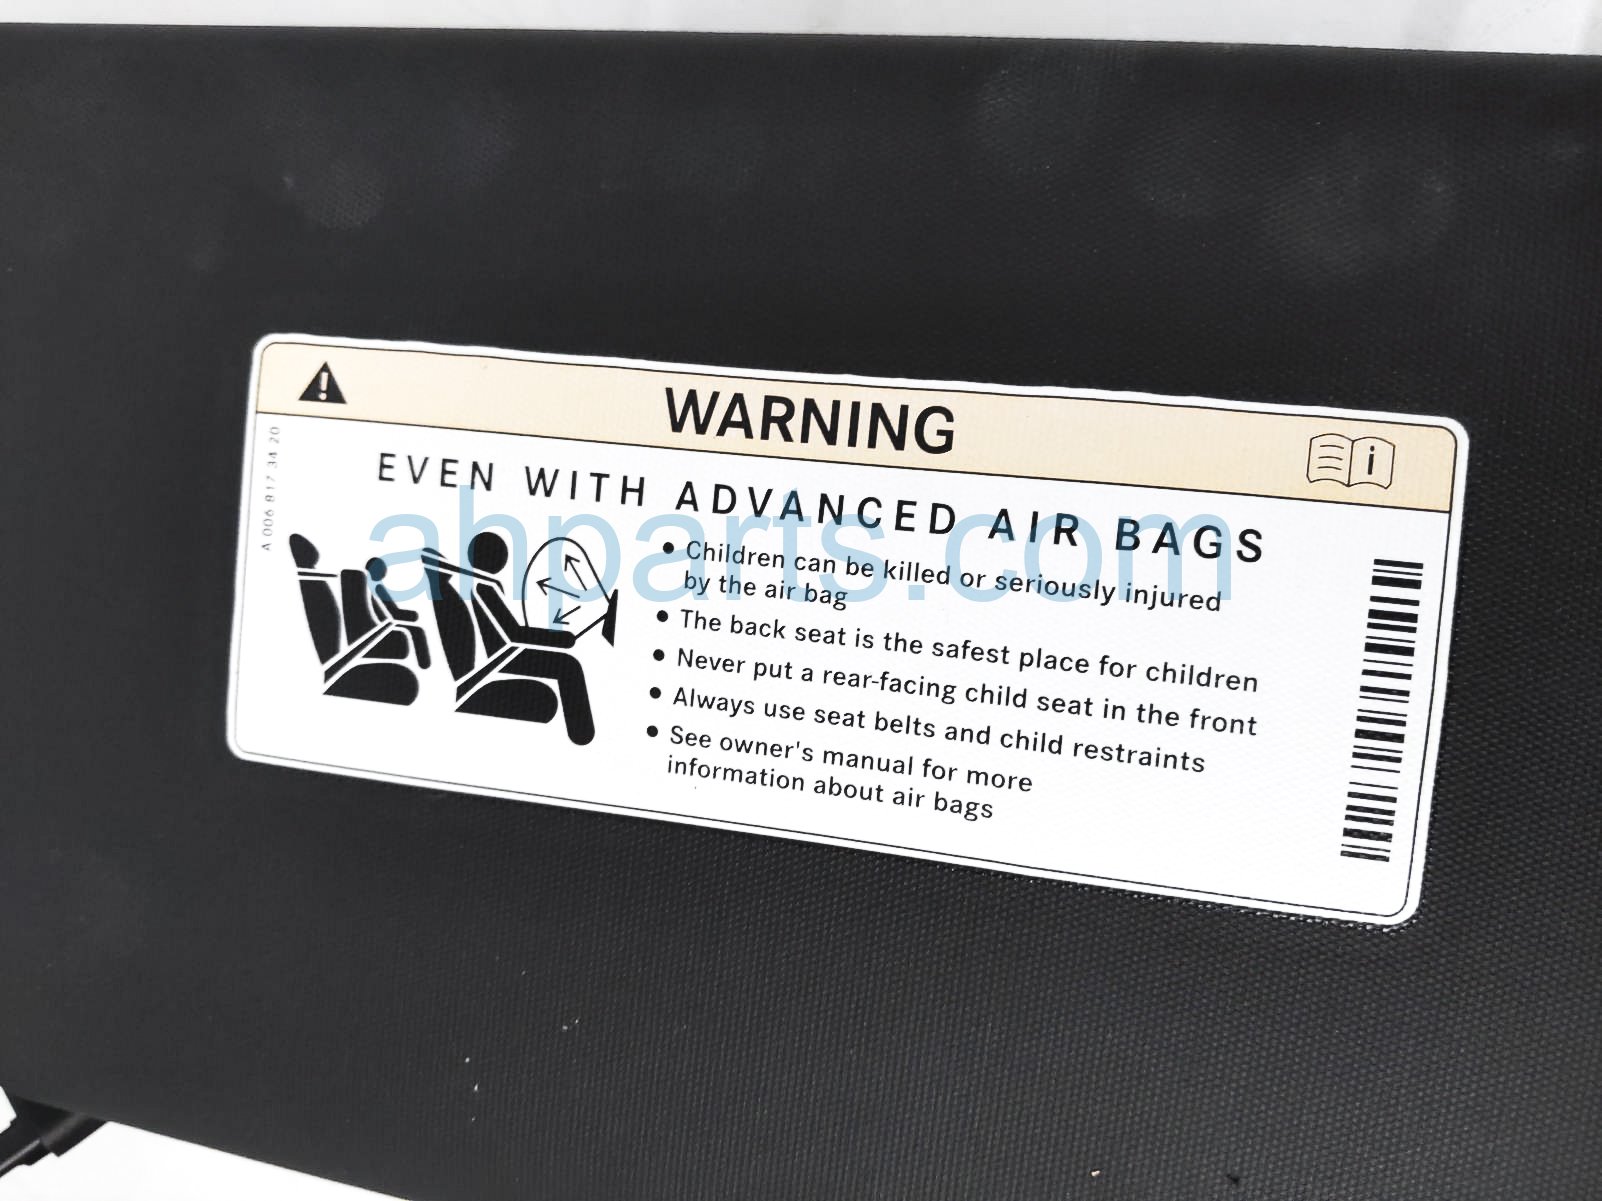 WARNING
i
A 006 817 34 20
EVEN WITH ADVANCED AIR BAGS
• Children can be killed or seriously injured
by the air bag
• The back seat is the safest place for children
• Never put a rear-facing child seat in the front
• Always use seat belts and child restraints
• See owner's manual for more
information about air bags
ahparts.com